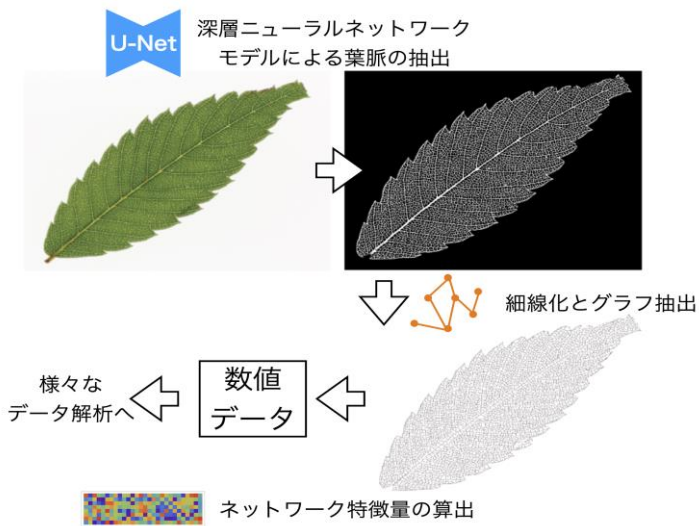 U-Net
深層ニューラルネットワーク
モデルによる葉脈の抽出
細線化とグラフ抽出
数値
データ
様々な
データ解析へ
ネットワーク特徴量の算出